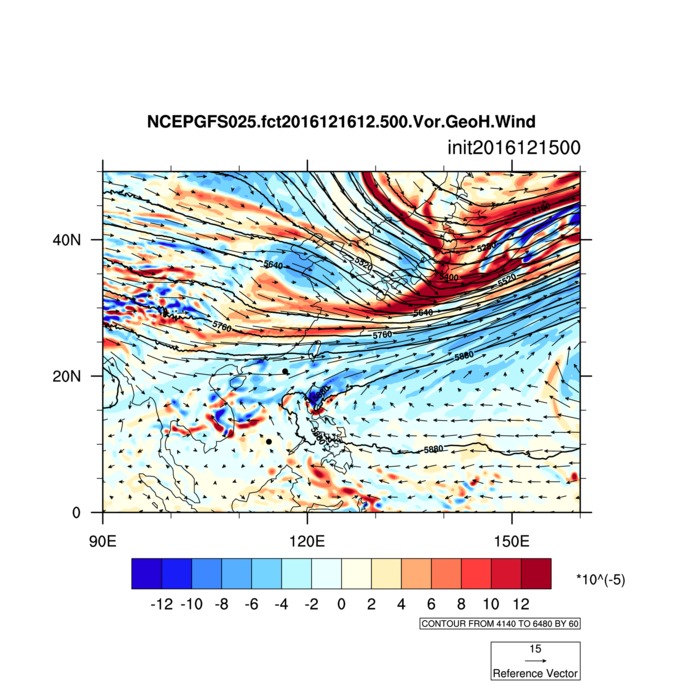 NCEPGFS025.fct2016121612.500.Vor.GeoH.Wind
init2016121500
40N
20N
0
5640
5520
5280
5400
5520
5640
5760
5760
5880
5880
90E
120E
150E
-12 -10 -8 -6 -4 -2 0 2 4 6 8 10 12
*10^(-5)
CONTOUR FROM 4140 TO 6480 BY 60
15
Reference Vector